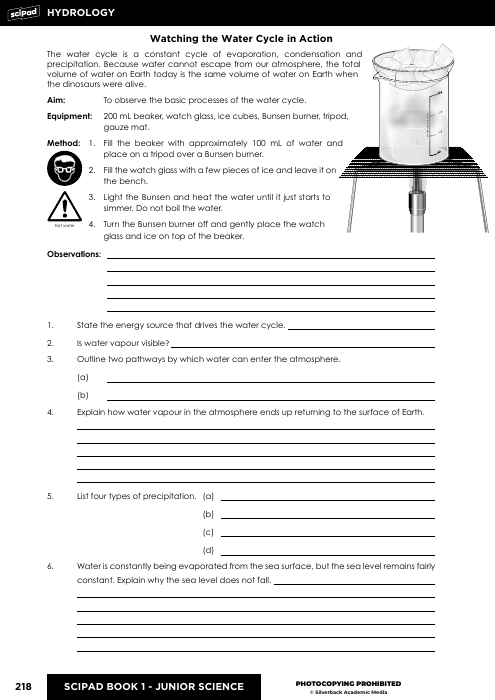 scipad HYDROLOGY
Watching the Water Cycle in Action
The water cycle is a constant cycle of evaporation, condensation and
precipitation. Because water cannot escape from our atmosphere, the total
volume of water on Earth today is the same volume of water on Earth when
the dinosaurs were alive.
Aim: To observe the basic processes of the water cycle.
Equipment: 200 mL beaker, watch glass, ice cubes, Bunsen burner, tripod,
gauze mat.
Method: 1. Fill the beaker with approximately 100 mL of water and
place on a tripod over a Bunsen burner.
2. Fill the watch glass with a few pieces of ice and leave it on
the bench.
3. Light the Bunsen and heat the water until it just starts to
simmer. Do not boil the water.
Hot water
4. Turn the Bunsen burner off and gently place the watch
glass and ice on top of the beaker.
Observations:
1. State the energy source that drives the water cycle.
2. Is water vapour visible?
3. Outline two pathways by which water can enter the atmosphere.
(a)
(b)
4. Explain how water vapour in the atmosphere ends up returning to the surface of Earth.
5. List four types of precipitation. (a)
(b)
(c)
(d)
6. Water is constantly being evaporated from the sea surface, but the sea level remains fairly
constant. Explain why the sea level does not fall.
218 SCIPAD BOOK 1 - JUNIOR SCIENCE
PHOTOCOPYING PROHIBITED
© Silverback Academic Media